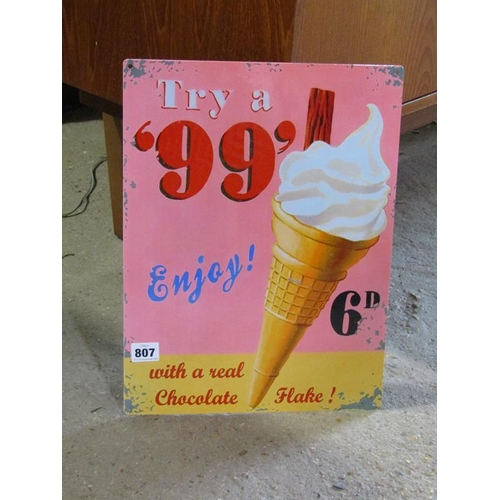 Try a
'99'
Enjoy!
6D
807
with a real
Chocolate Flake!